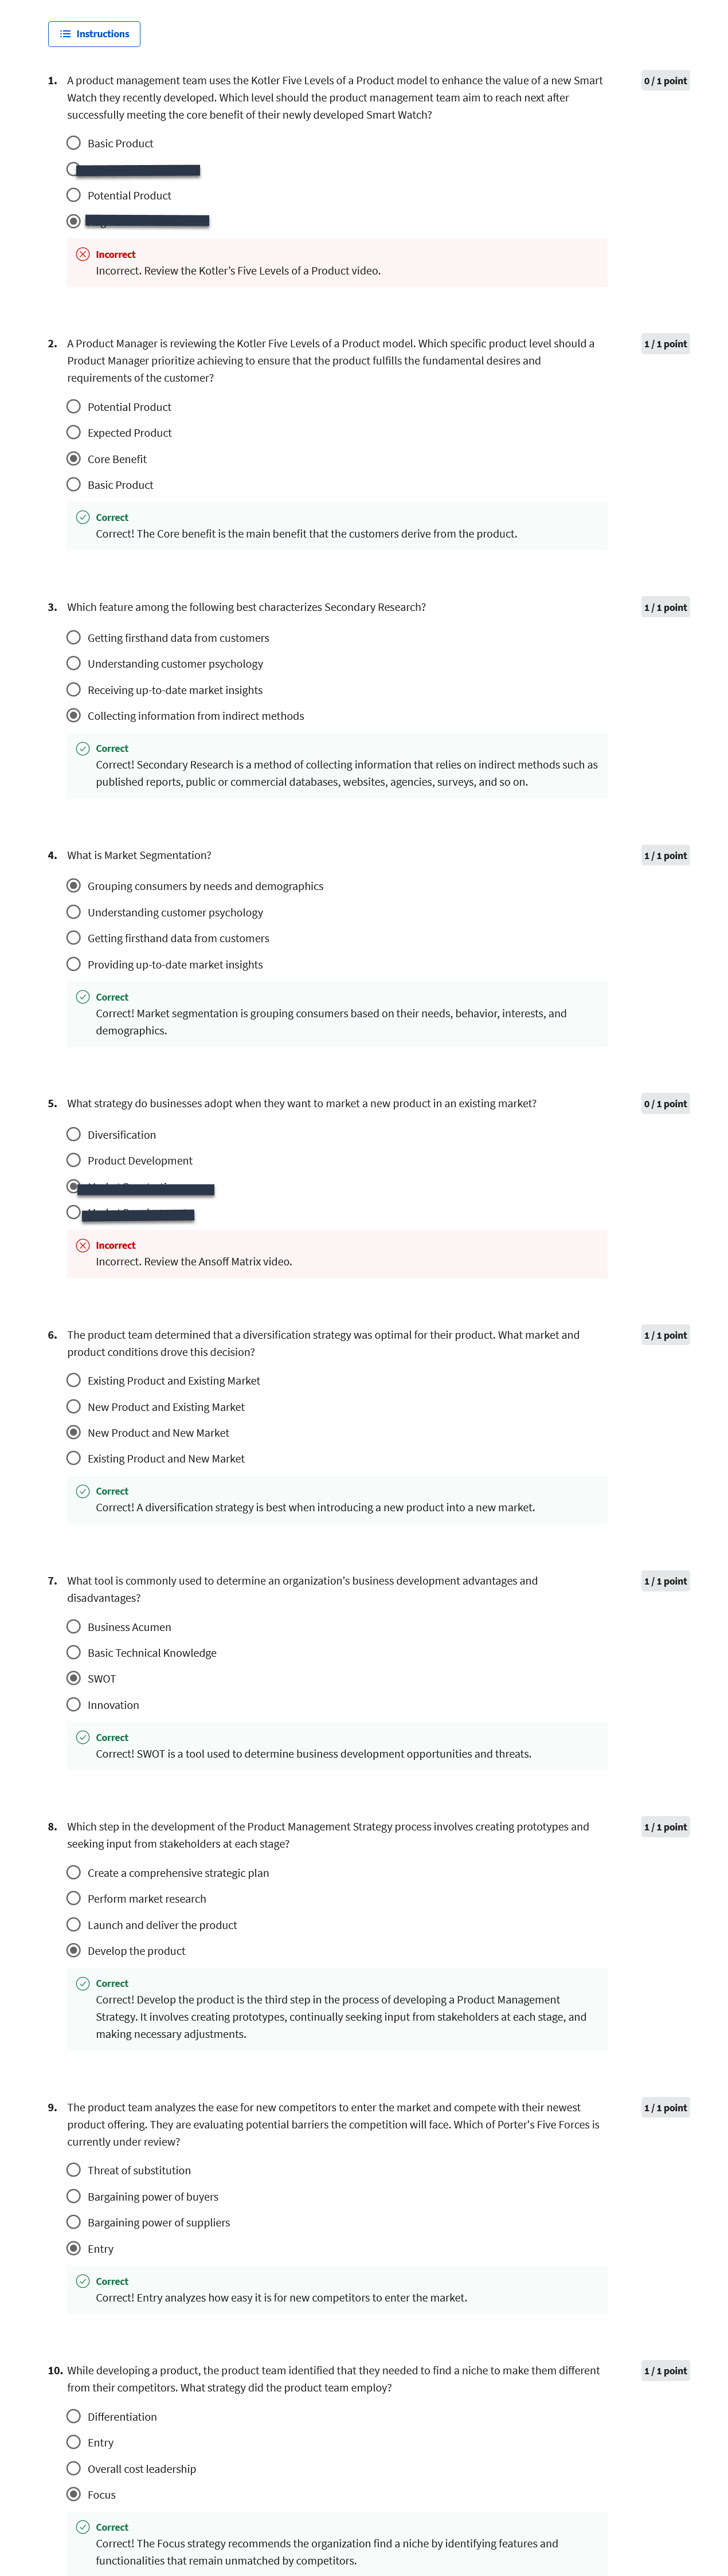 Instructions
1. A product management team uses the Kotler Five Levels of a Product model to enhance the value of a new Smart
Watch they recently developed. Which level should the product management team aim to reach next after
successfully meeting the core benefit of their newly developed Smart Watch?
0 / 1 point
Basic Product
Potential Product
Incorrect
Incorrect. Review the Kotler's Five Levels of a Product video.
2. A Product Manager is reviewing the Kotler Five Levels of a Product model. Which specific product level should a
Product Manager prioritize achieving to ensure that the product fulfills the fundamental desires and
requirements of the customer?
1 / 1 point
Potential Product
Expected Product
Core Benefit
Basic Product
Correct
Correct! The Core benefit is the main benefit that the customers derive from the product.
3. Which feature among the following best characterizes Secondary Research?
1 / 1 point
Getting firsthand data from customers
Understanding customer psychology
Receiving up-to-date market insights
Collecting information from indirect methods
Correct
Correct! Secondary Research is a method of collecting information that relies on indirect methods such as
published reports, public or commercial databases, websites, agencies, surveys, and so on.
4. What is Market Segmentation?
1 / 1 point
Grouping consumers by needs and demographics
Understanding customer psychology
Getting firsthand data from customers
Providing up-to-date market insights
Correct
Correct! Market segmentation is grouping consumers based on their needs, behavior, interests, and
demographics.
5. What strategy do businesses adopt when they want to market a new product in an existing market?
0 / 1 point
Diversification
Product Development
Incorrect
Incorrect. Review the Ansoff Matrix video.
6. The product team determined that a diversification strategy was optimal for their product. What market and
product conditions drove this decision?
1 / 1 point
Existing Product and Existing Market
New Product and Existing Market
New Product and New Market
Existing Product and New Market
Correct
Correct! A diversification strategy is best when introducing a new product into a new market.
7. What tool is commonly used to determine an organization's business development advantages and
disadvantages?
1 / 1 point
Business Acumen
Basic Technical Knowledge
SWOT
Innovation
Correct
Correct! SWOT is a tool used to determine business development opportunities and threats.
8. Which step in the development of the Product Management Strategy process involves creating prototypes and
seeking input from stakeholders at each stage?
1 / 1 point
Create a comprehensive strategic plan
Perform market research
Launch and deliver the product
Develop the product
Correct
Correct! Develop the product is the third step in the process of developing a Product Management
Strategy. It involves creating prototypes, continually seeking input from stakeholders at each stage, and
making necessary adjustments.
9. The product team analyzes the ease for new competitors to enter the market and compete with their newest
product offering. They are evaluating potential barriers the competition will face. Which of Porter's Five Forces is
currently under review?
1 / 1 point
Threat of substitution
Bargaining power of buyers
Bargaining power of suppliers
Entry
Correct
Correct! Entry analyzes how easy it is for new competitors to enter the market.
10. While developing a product, the product team identified that they needed to find a niche to make them different
from their competitors. What strategy did the product team employ?
1 / 1 point
Differentiation
Entry
Overall cost leadership
Focus
Correct
Correct! The Focus strategy recommends the organization find a niche by identifying features and
functionalities that remain unmatched by competitors.